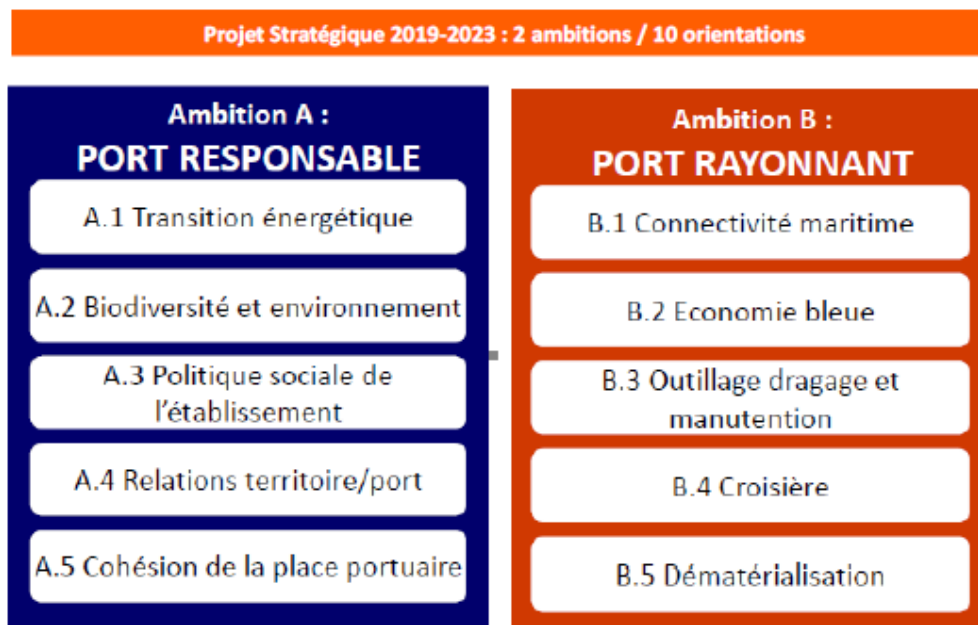 Projet Stratégique 2019-2023 : 2 ambitions / 10 orientations
Ambition A :
PORT RESPONSABLE
A.1 Transition énergétique
A.2 Biodiversité et environnement
A.3 Politique sociale de
l'établissement
A.4 Relations territoire/port
A.5 Cohésion de la place portuaire
Ambition B :
PORT RAYONNANT
B.1 Connectivité maritime
B.2 Economie bleue
B.3 Outillage dragage et
manutention
B.4 Croisière
B.5 Dématérialisation